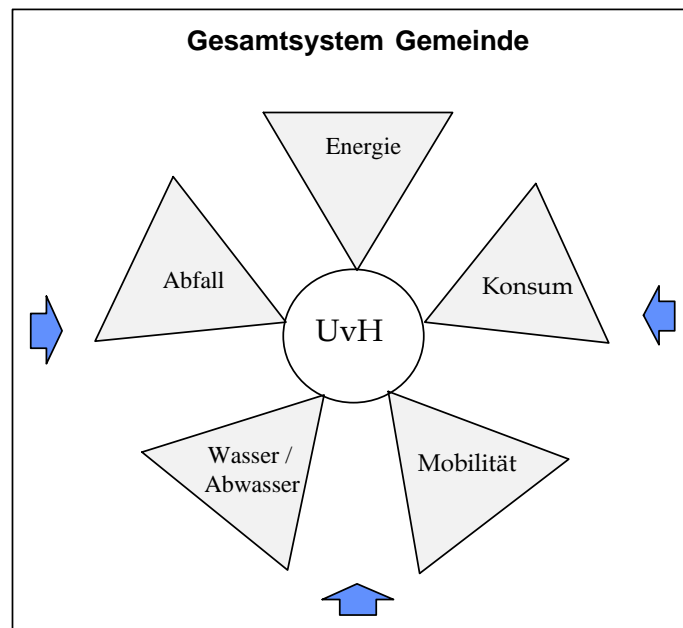 Gesamtsystem Gemeinde
Energie
Abfall
Konsum
UvH
Wasser /
Abwasser
Mobilität